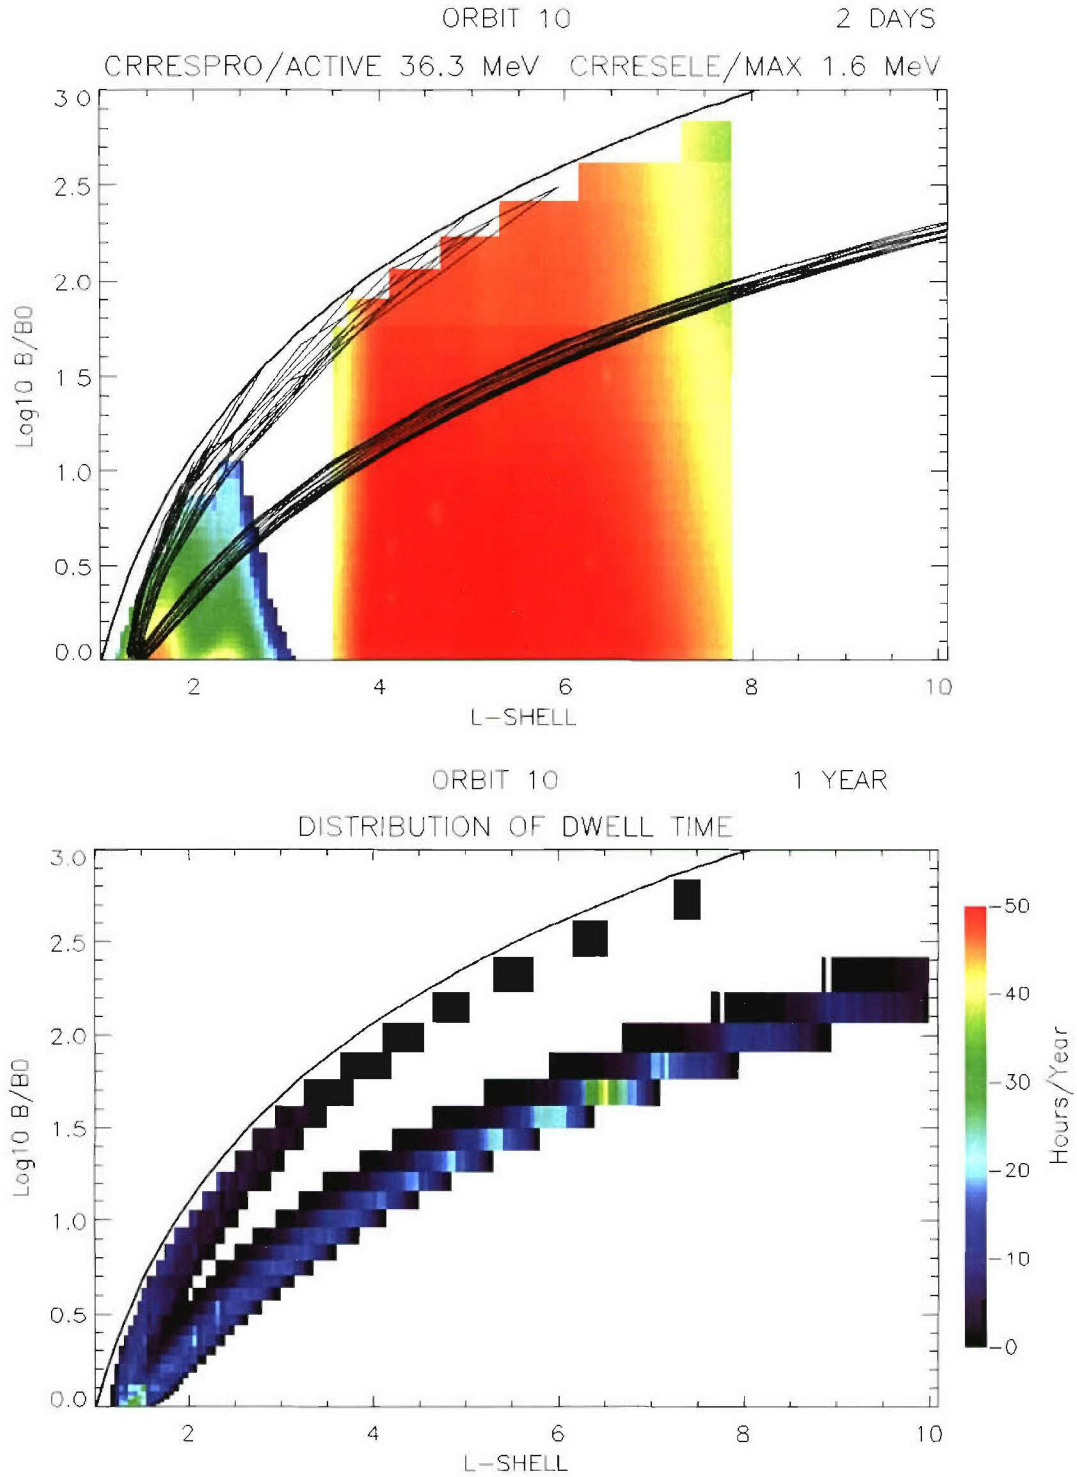 ORBIT 10 2 DAYS
CRRESPRO/ACTIVE 36.3 MeV CRRESELE/MAX 1.6 MeV
3.0
2.5
2.0
1.5
1.0
0.5
0.0
Log10 B/B0
2 4 6 8 10
L-SHELL
ORBIT 10 1 YEAR
DISTRIBUTION OF DWELL TIME
3.0
2.5
2.0
1.5
1.0
0.5
0.0
Log10 B/B0
2 4 6 8 10
L-SHELL
50
40
30
20
10
0
Hours/Year